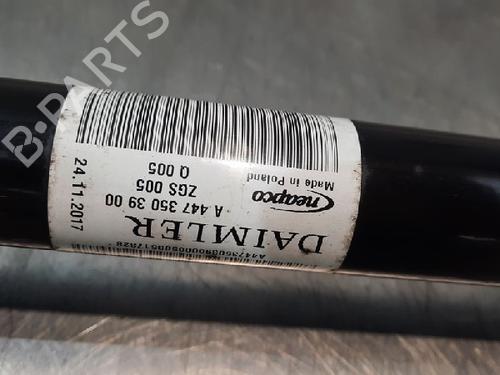 neapco
Made in Poland
DAIMLER
A 447 350 39 00
ZGS 005
Q 005
24.11.2017
B-PARTS